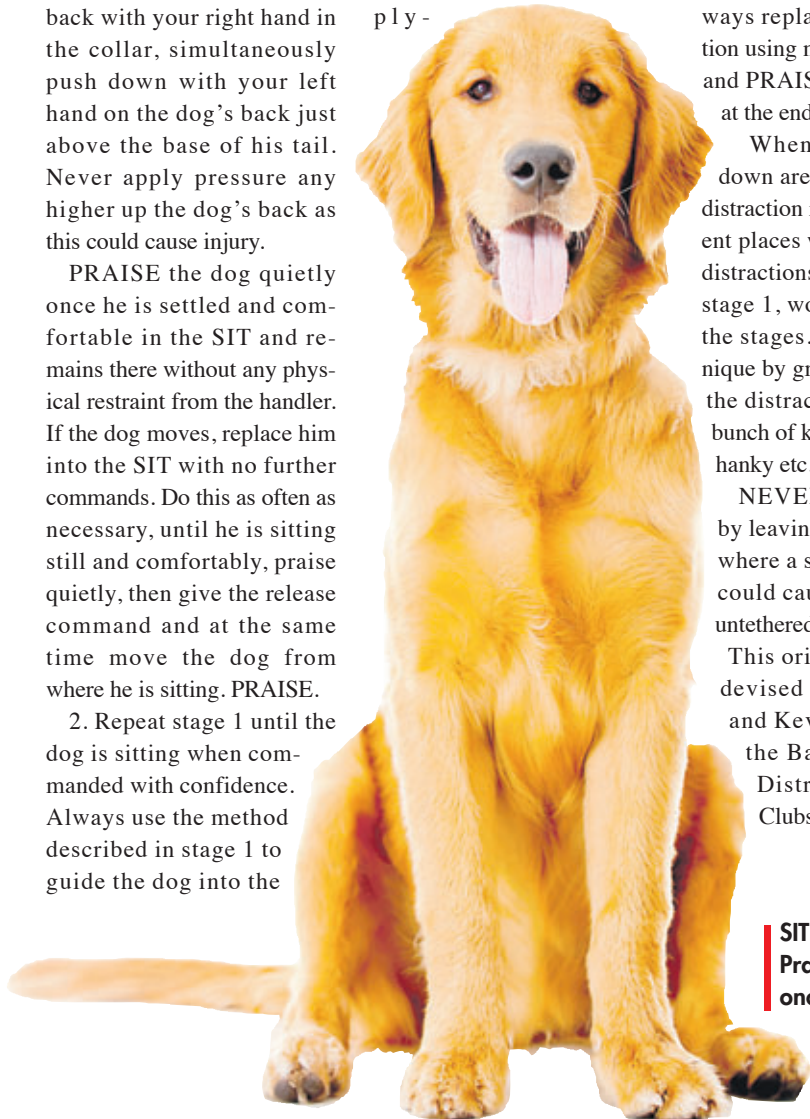 back with your right hand in
the collar, simultaneously
push down with your left
hand on the dog's back just
above the base of his tail.
Never apply pressure any
higher up the dog's back as
this could cause injury.
PRAISE the dog quietly
once he is settled and com-
fortable in the SIT and re-
mains there without any phys-
ical restraint from the handler.
If the dog moves, replace him
into the SIT with no further
commands. Do this as often as
necessary, until he is sitting
still and comfortably, praise
quietly, then give the release
command and at the same
time move the dog from
where he is sitting. PRAISE.
2. Repeat stage 1 until the
dog is sitting when com-
manded with confidence.
Always use the method
described in stage 1 to
guide the dog into the
ply-
ways repla
tion using
and PRAIS
at the end
When
down are
distraction
ent places
distractions
stage 1, wo
the stages.
nique by gr
the distrac
bunch of k
hanky etc
NEVE
by leavin
where a s
could cau
untethered
This ori
devised
and Kev
the Ba
Distr
Clubs
SIT
Pra
onc